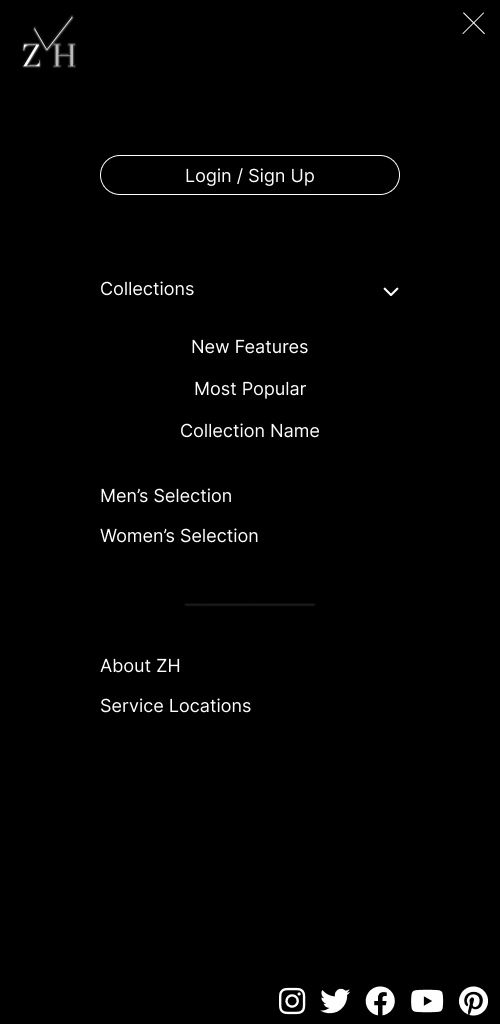 ZH
Login / Sign Up
Collections
New Features
Most Popular
Collection Name
Men’s Selection
Women’s Selection
About ZH
Service Locations